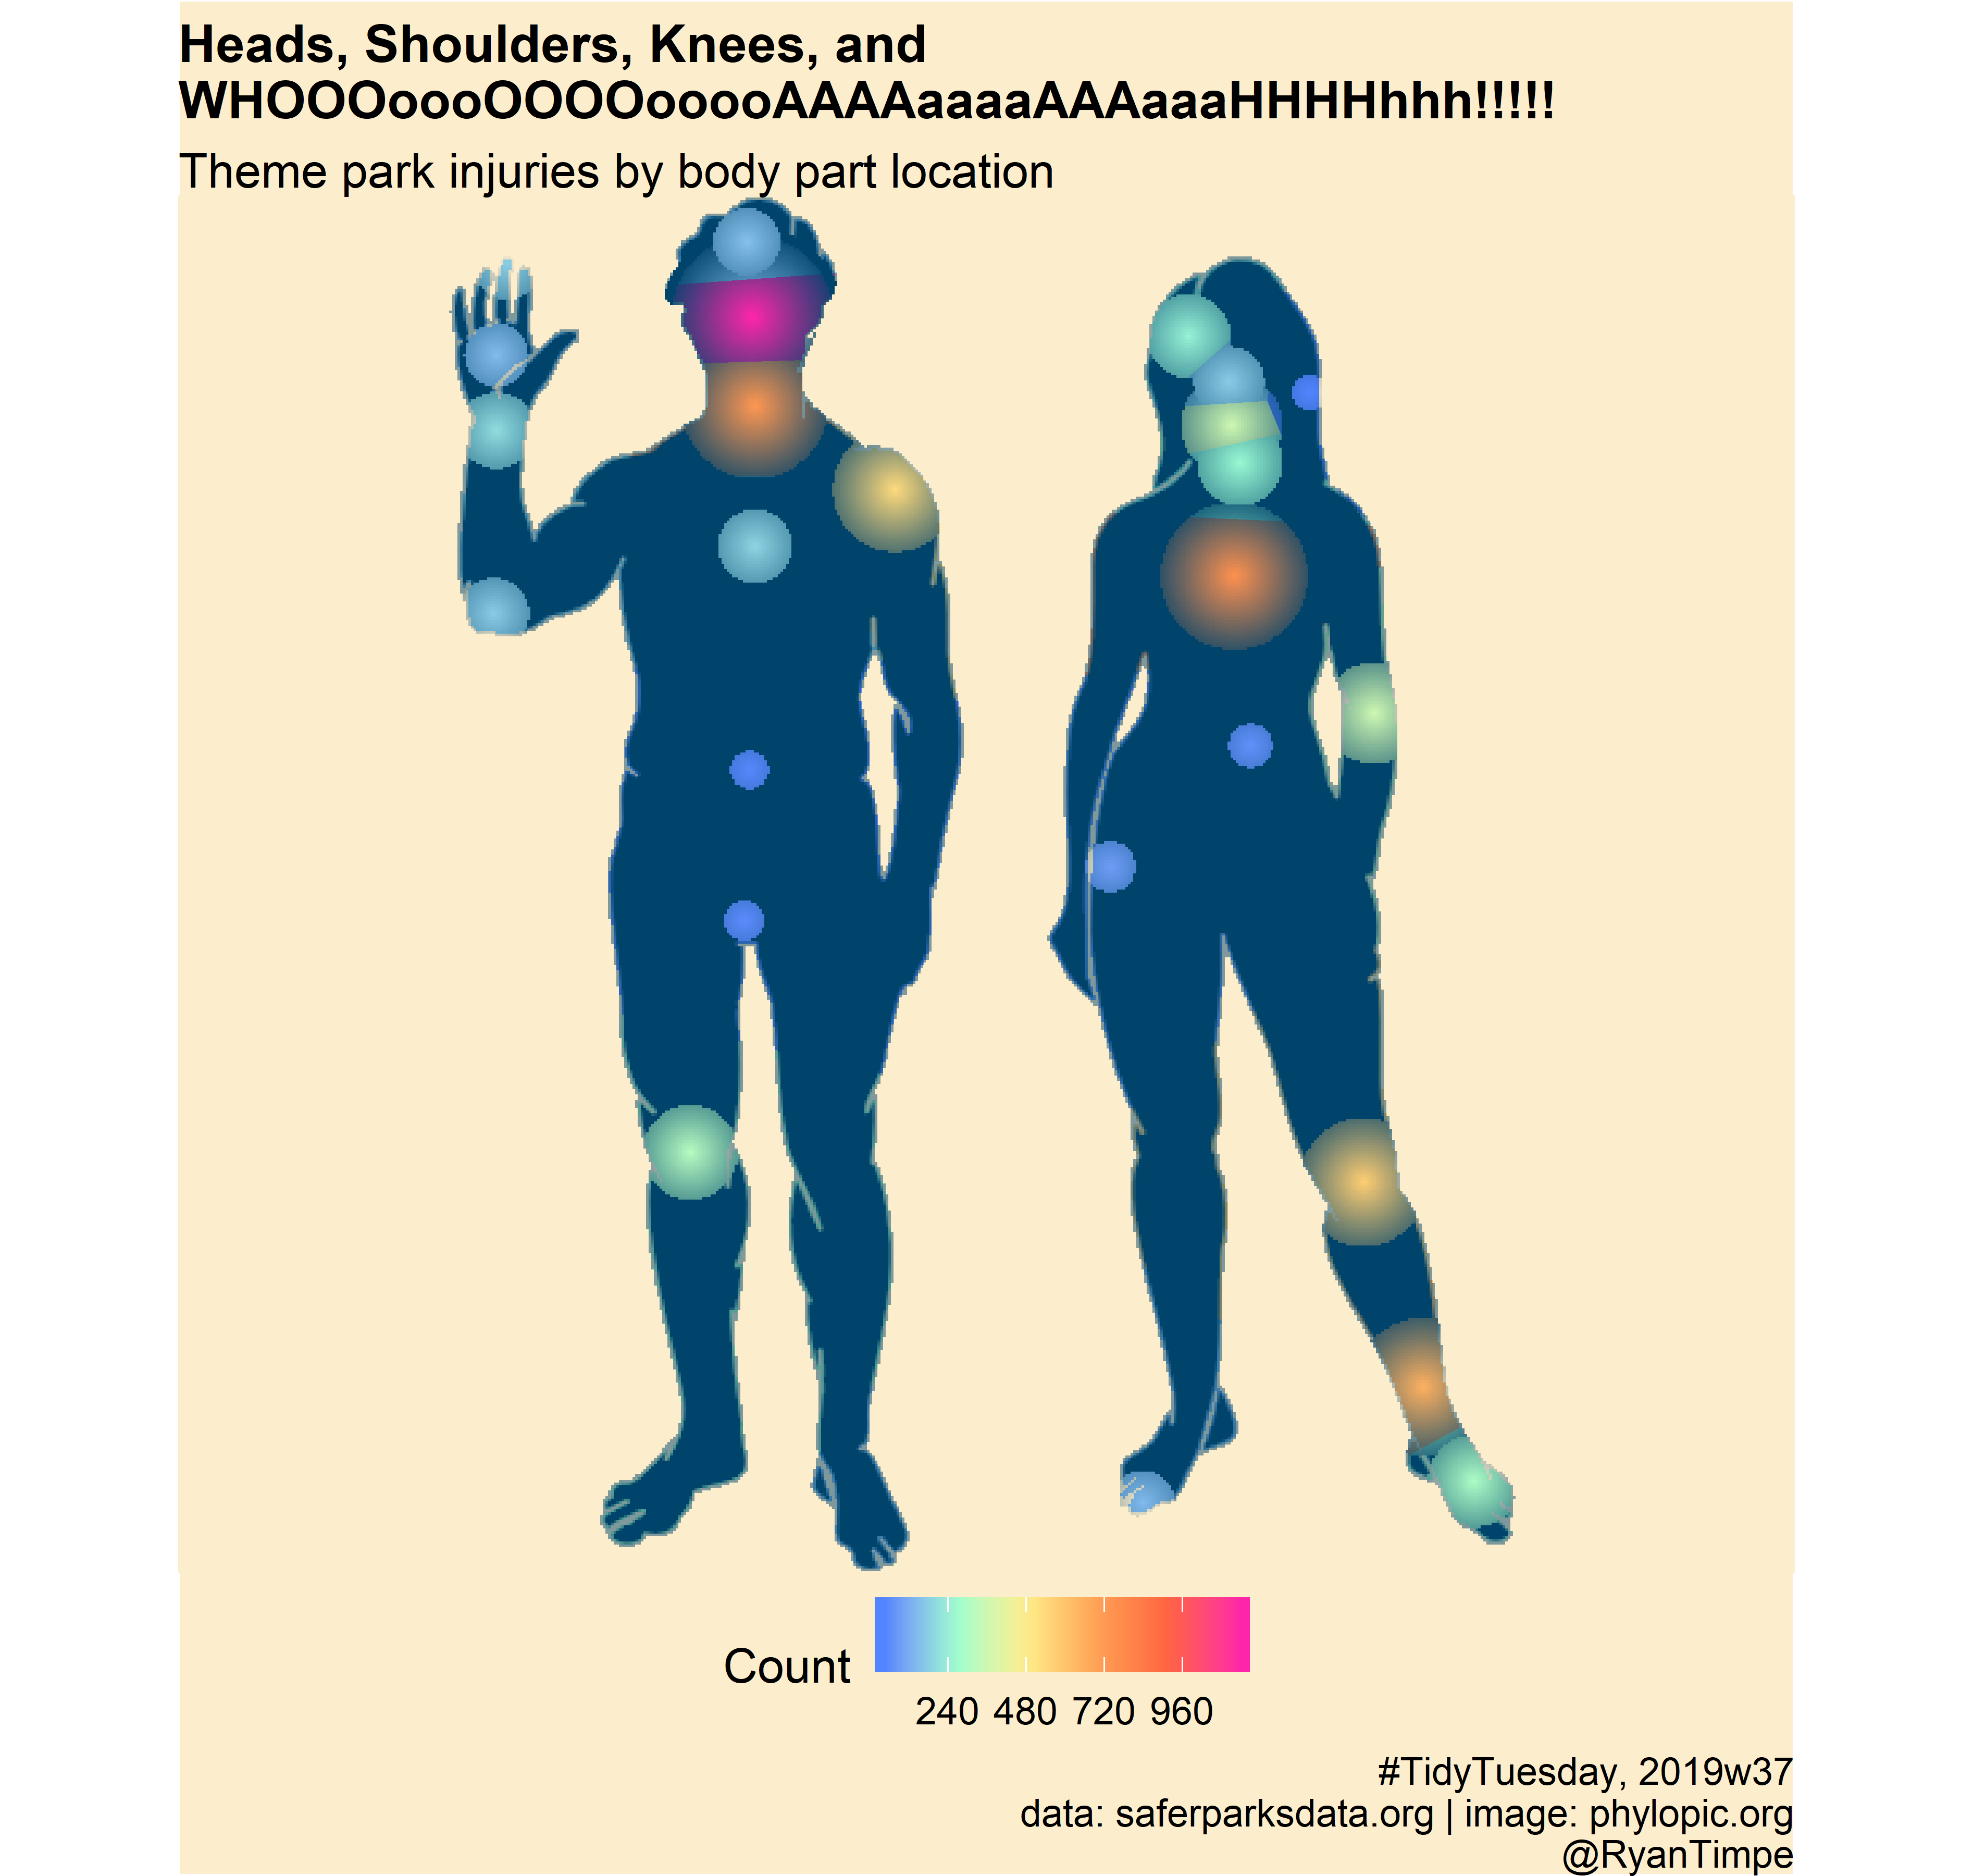 Heads, Shoulders, Knees, and
WHOOOoooOOOOooooAAAAaaaaAAAaaaHHHHhhh!!!!!
Theme park injuries by body part location
Count
240 480 720 960
#TidyTuesday, 2019w37
data: saferparksdata.org | image: phylopic.org
@RyanTimpe